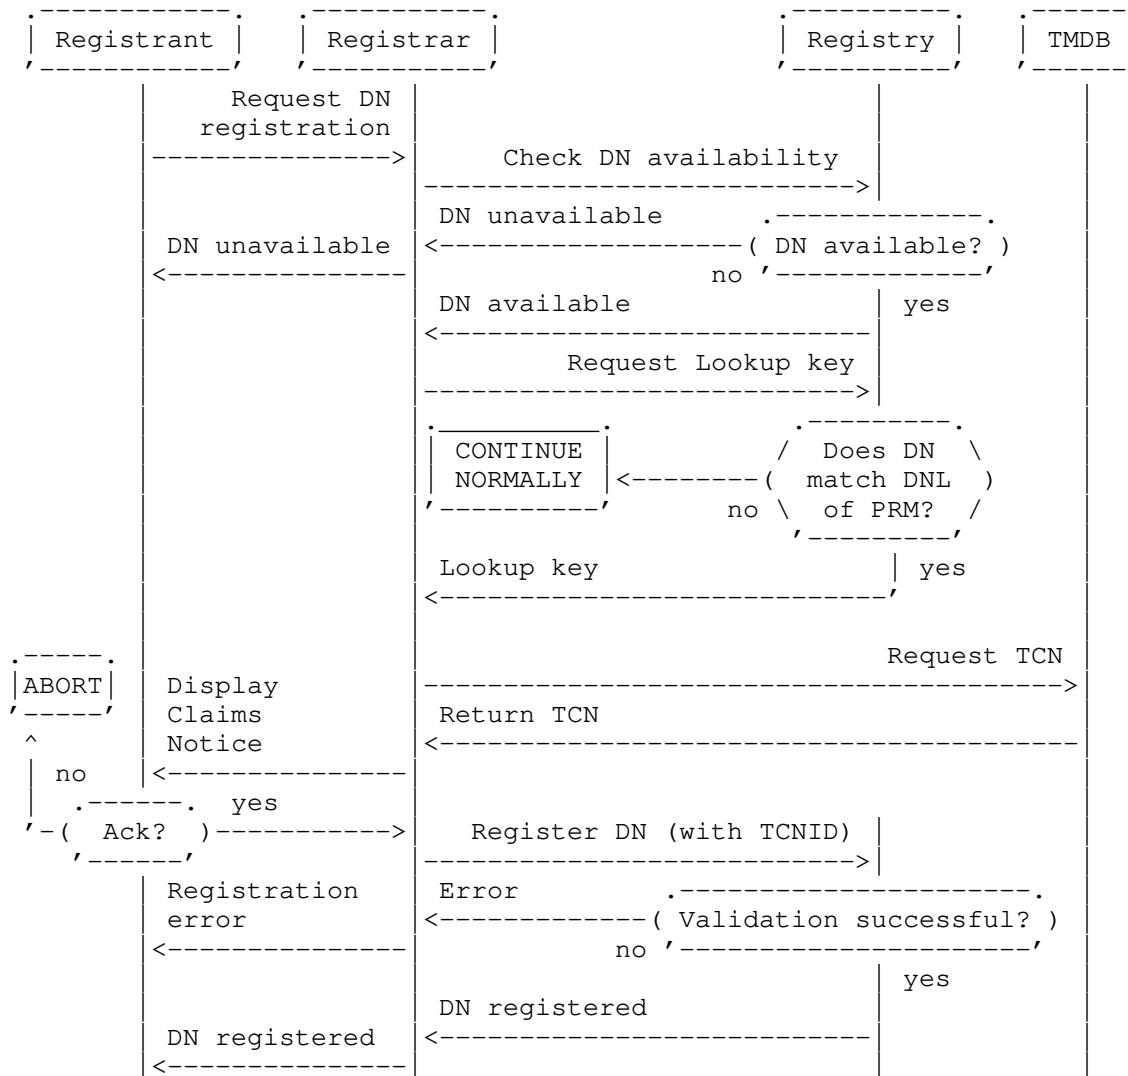 Registrant Registrar Registry TMDB
Request DN
registration
Check DN availability
DN unavailable
DN unavailable DN available?
no
DN available yes
Request Lookup key
CONTINUE Does DN
NORMALLY match DNL
no of PRM?
Lookup key yes
Request TCN
ABORT Display
Claims Return TCN
Notice
no
yes
Ack? Register DN (with TCNID)
Registration Error
error Validation successful?
no
yes
DN registered
DN registered